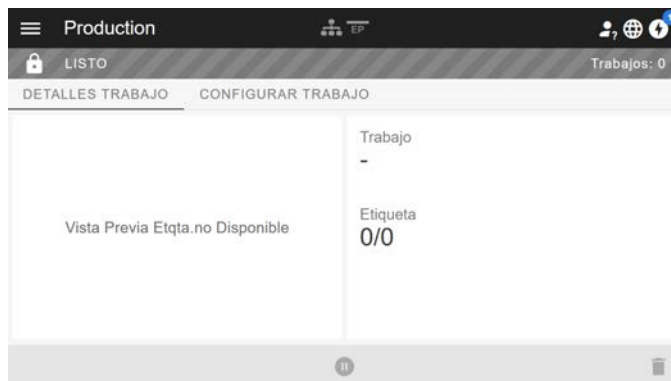 Production
EP
LISTO
Trabajos: 0
DETALLES TRABAJO CONFIGURAR TRABAJO
Trabajo
-
Vista Previa Etqta.no Disponible
Etiqueta
0/0